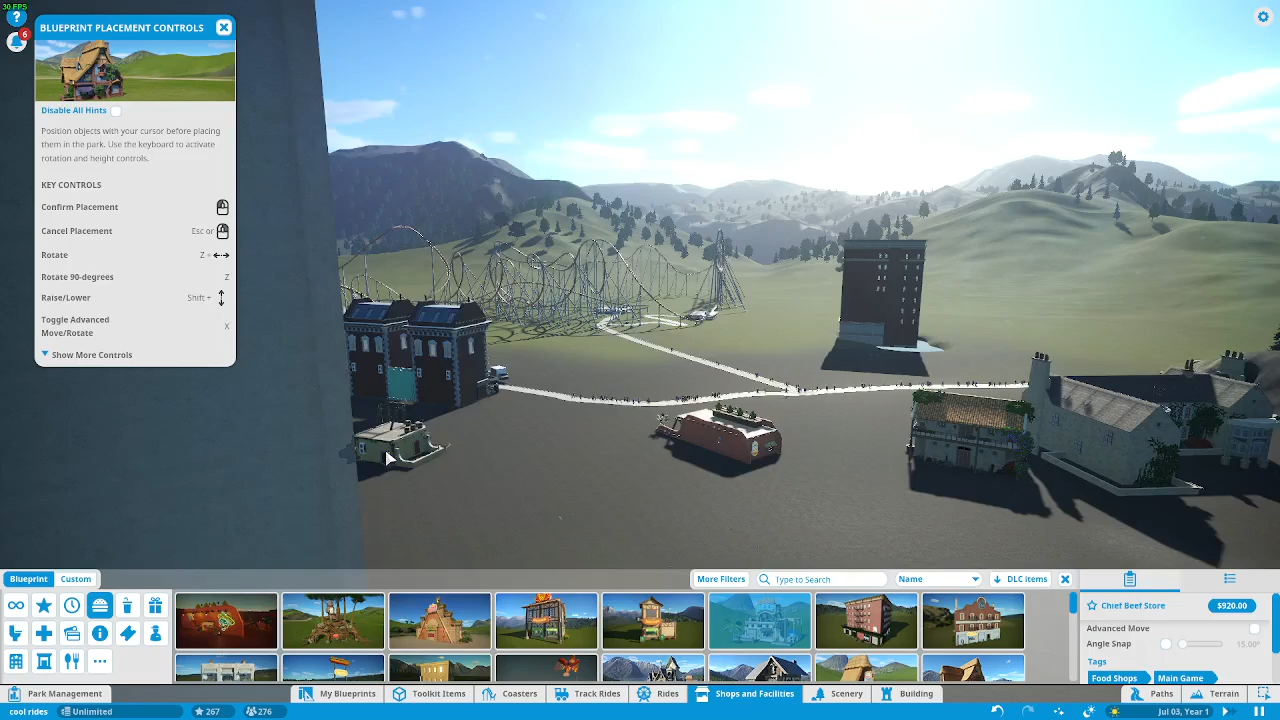 30 FPS
?
6
BLUEPRINT PLACEMENT CONTROLS
Disable All Hints
Position objects with your cursor before placing
them in the park. Use the keyboard to activate
rotation and height controls.
KEY CONTROLS
Confirm Placement
Cancel Placement Esc or
Rotate Z +
Rotate 90-degrees Z
Raise/Lower Shift +
Toggle Advanced
Move/Rotate X
Show More Controls
Blueprint Custom
More Filters Type to Search Name DLC items
Chief Beef Store $920.00
Advanced Move
Angle Snap 15.00°
Tags
Food Shops Main Game
Park Management My Blueprints Toolkit Items Coasters Track Rides Rides Shops and Facilities Scenery Building Paths Terrain
cool rides Unlimited 267 276 Jul 03, Year 1